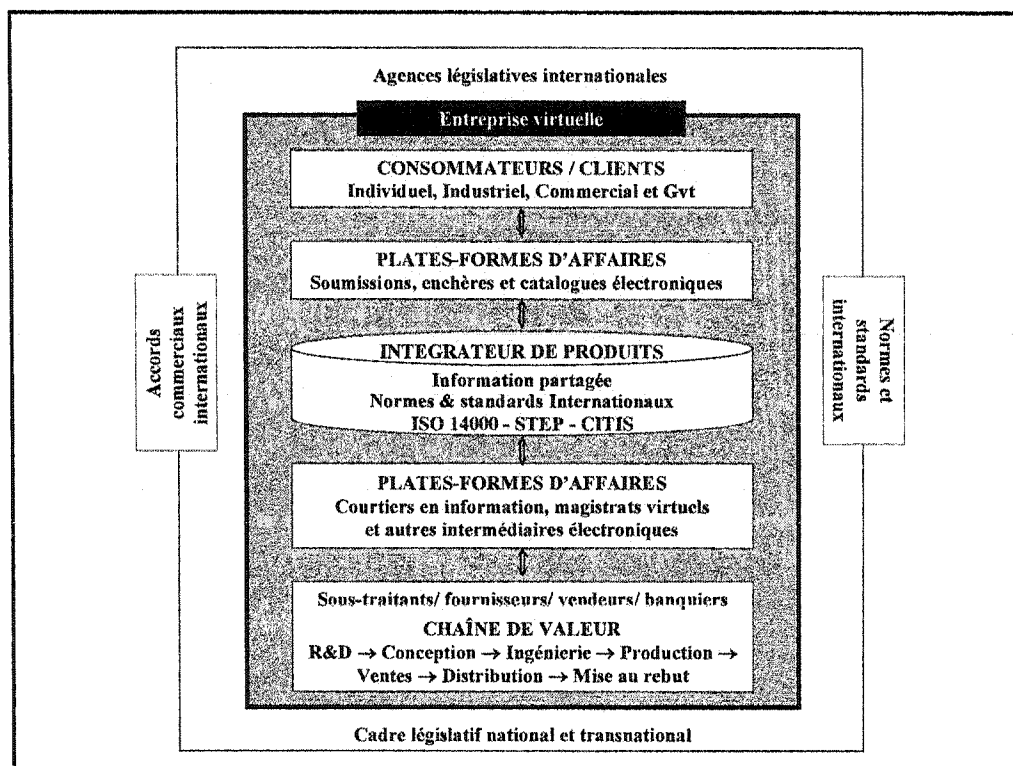 Agences législatives internationales
Entreprise virtuelle
CONSOMMATEURS / CLIENTS
Individuel, Industriel, Commercial et Gvt
PLATES-FORMES D'AFFAIRES
Soumissions, enchères et catalogues électroniques
Accords
commerciaux
internationaux
INTEGRATEUR DE PRODUITS
Information partagée
Normes & standards Internationaux
ISO 14000 - STEP - CITIS
Normes et
standards
internationaux
PLATES-FORMES D'AFFAIRES
Courtiers en information, magistrats virtuels
et autres intermédiaires électroniques
Sous-traitants/ fournisseurs/ vendeurs/ banquiers
CHAÎNE DE VALEUR
R&D → Conception → Ingénierie → Production →
Ventes → Distribution → Mise au rebut
Cadre législatif national et transnational